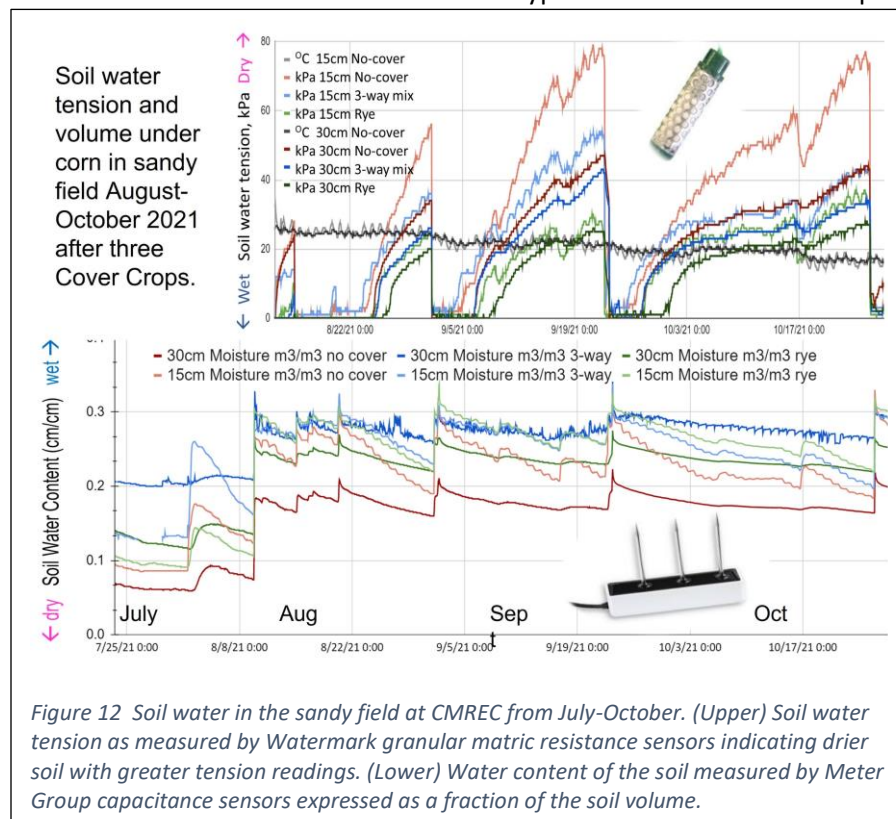 Soil water
tension and
volume under
corn in sandy
field August-
October 2021
after three
Cover Crops.
← Wet Soil water tension, kPa Dry →
80
60
40
20
0
OC 15cm No-cover
kPa 15cm No-cover
kPa 15cm 3-way mix
kPa 15cm Rye
OC 30cm No-cover
kPa 30cm No-cover
kPa 30cm 3-way mix
kPa 30cm Rye
8/22/21 0:00 9/5/21 0:00 9/19/21 0:00 10/3/21 0:00 10/17/21 0:00
← dry Soil Water Content (cm/cm) wet →
0.3
0.2
0.1
0.0
30cm Moisture m3/m3 no cover 30cm Moisture m3/m3 3-way 30cm Moisture m3/m3 rye
15cm Moisture m3/m3 no cover 15cm Moisture m3/m3 3-way 15cm Moisture m3/m3 rye
July Aug Sep Oct
t
7/25/21 0:00 8/8/21 0:00 8/22/21 0:00 9/5/21 0:00 9/19/21 0:00 10/3/21 0:00 10/17/21 0:00
Figure 12 Soil water in the sandy field at CMREC from July-October. (Upper) Soil water
tension as measured by Watermark granular matric resistance sensors indicating drier
soil with greater tension readings. (Lower) Water content of the soil measured by Meter
Group capacitance sensors expressed as a fraction of the soil volume.